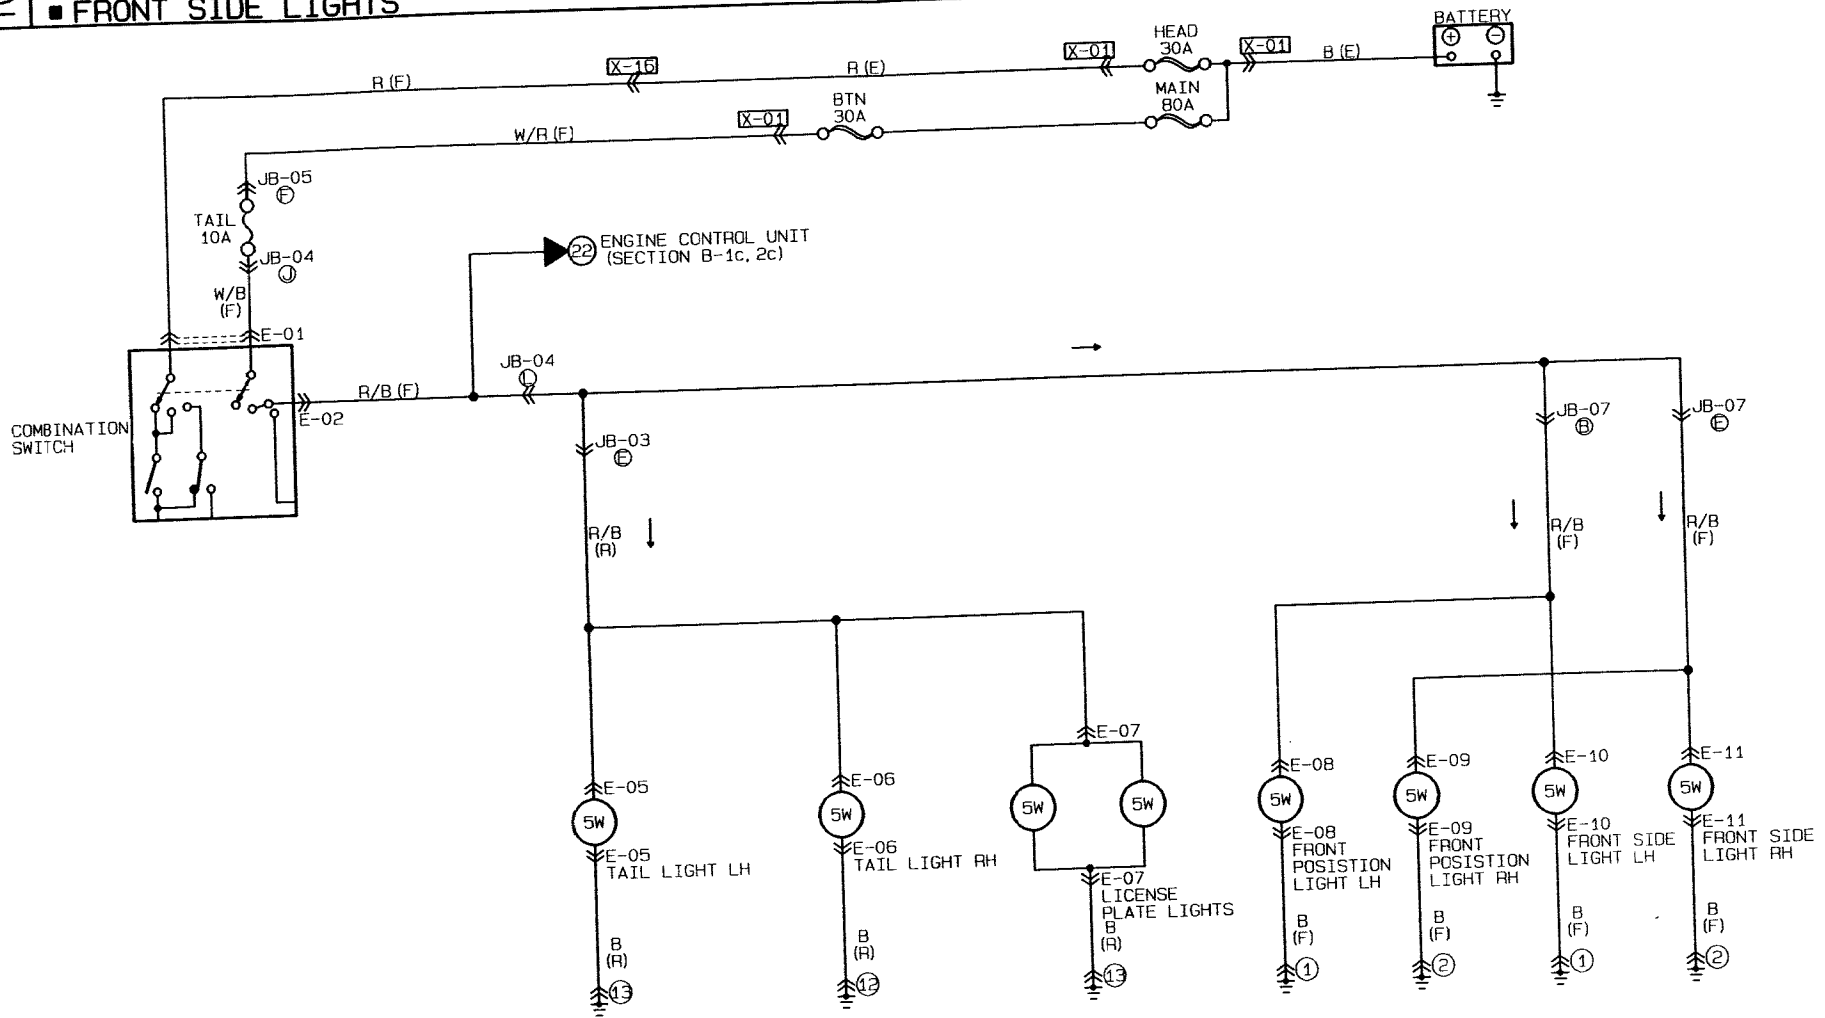 ■ FRONT SIDE LIGHTS
BATTERY
+ −
HEAD
30A
X-01
X-01
B (E)
X-16
R (F)
R (E)
MAIN
80A
BTN
30A
X-01
W/R (F)
JB-05
F
TAIL
10A
JB-04
J
W/B
(F)
22 ENGINE CONTROL UNIT
(SECTION B-1c, 2c)
E-01
JB-04
L
R/B (F)
E-02
COMBINATION
SWITCH
JB-03
E
JB-07
B
JB-07
E
R/B
(R)
R/B
(F)
R/B
(F)
E-05
5W
E-05
TAIL LIGHT LH
B
(R)
13
E-06
5W
E-06
TAIL LIGHT RH
B
(R)
12
E-07
5W
5W
E-07
LICENSE
PLATE LIGHTS
B
(R)
13
E-08
5W
E-08
FRONT
POSISTION
LIGHT LH
B
(F)
1
E-09
5W
E-09
FRONT
POSISTION
LIGHT RH
B
(F)
2
E-10
5W
E-10
FRONT SIDE
LIGHT LH
B
(F)
1
E-11
5W
E-11
FRONT SIDE
LIGHT RH
B
(F)
2